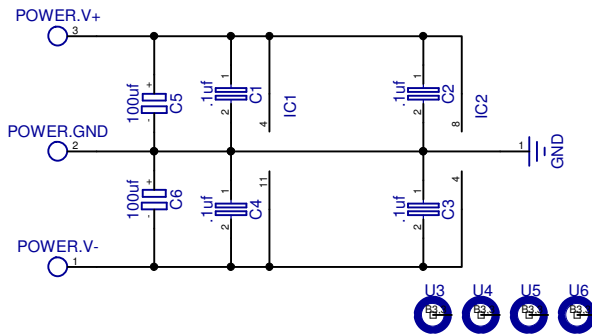 POWER.V+
3
100uf
+
-
C5
.1uf
1
2
C1
4
IC1
.1uf
1
2
C2
8
IC2
POWER.GND
2
1
GND
100uf
+
-
C6
.1uf
1
2
C4
11
.1uf
1
2
C3
4
POWER.V-
1
U3 U4 U5 U6